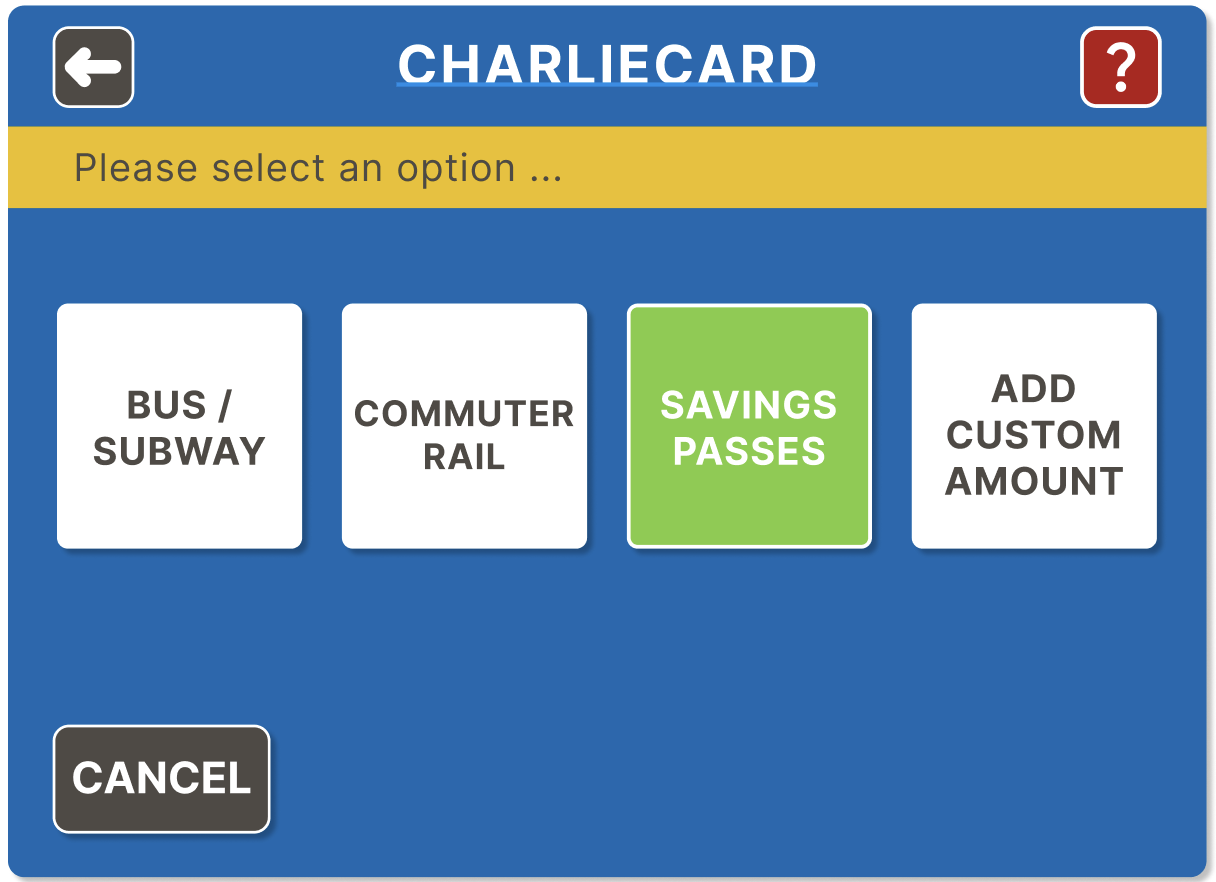 CHARLIECARD
?
Please select an option ...
BUS /
SUBWAY
COMMUTER
RAIL
SAVINGS
PASSES
ADD
CUSTOM
AMOUNT
CANCEL